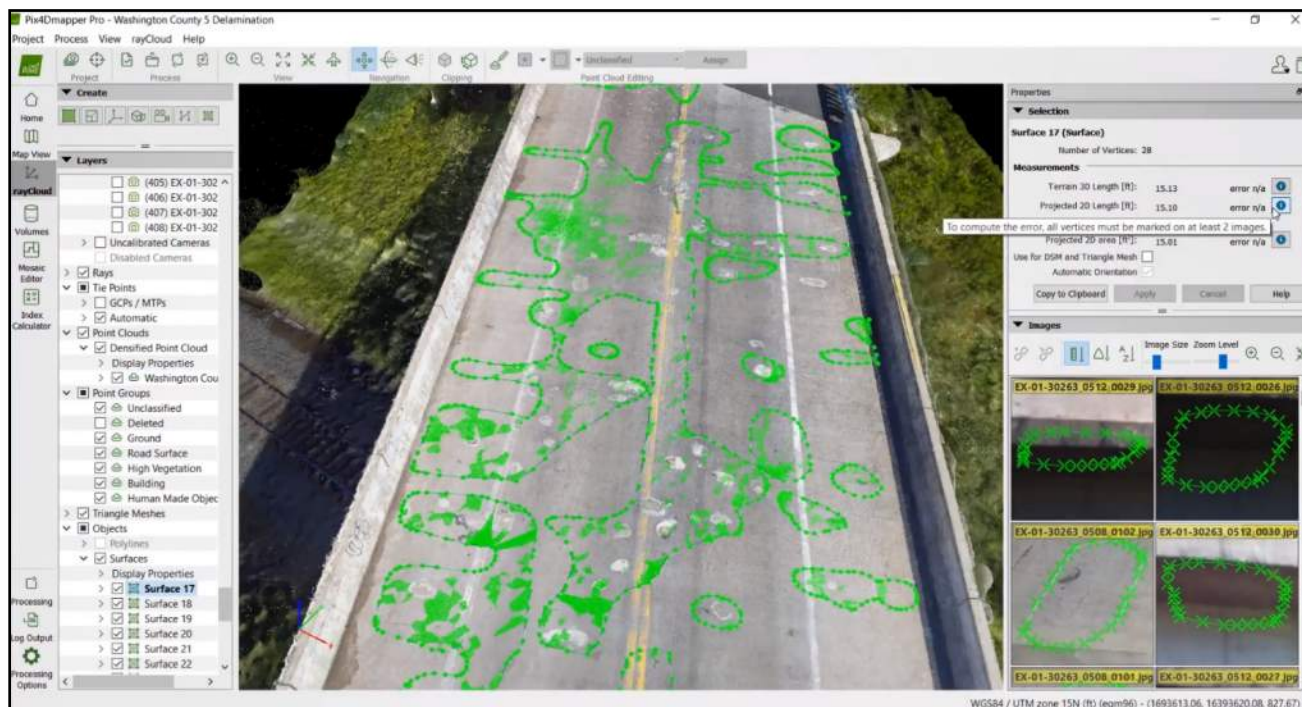 Pix4Dmapper Pro - Washington County 5 Delamination
Project Process View rayCloud Help
Project
Process
View
Navigation
Clipping
Unclassified
Assign
Point Cloud Editing
Home
Map View
rayCloud
Volumes
Mosaic Editor
Index Calculator
Processing
Log Output
Processing Options
Create
Layers
(405) EX-01-302
(406) EX-01-302
(407) EX-01-302
(408) EX-01-302
Uncalibrated Cameras
Disabled Cameras
Rays
Tie Points
GCPs / MTPs
Automatic
Point Clouds
Densified Point Cloud
Display Properties
Washington Cou
Point Groups
Unclassified
Deleted
Ground
Road Surface
High Vegetation
Building
Human Made Objec
Triangle Meshes
Objects
Polylines
Surfaces
Display Properties
Surface 17
Surface 18
Surface 19
Surface 20
Surface 21
Surface 22
Properties
Selection
Surface 17 (Surface)
Number of Vertices: 28
Measurements
Terrain 3D Length [ft]: 15.13 error n/a
Projected 2D Length [ft]: 15.10 error n/a
To compute the error, all vertices must be marked on at least 2 images.
Projected 2D area [ft²]: 15.01 error n/a
Use for DSM and Triangle Mesh
Automatic Orientation
Copy to Clipboard Apply Cancel Help
Images
Image Size Zoom Level
EX-01-30263_0512_0029.jpg EX-01-30263_0512_0026.jpg
EX-01-30263_0508_0102.jpg EX-01-30263_0512_0030.jpg
EX-01-30263_0508_0101.jpg EX-01-30263_0512_0027.jpg
WGS84 / UTM zone 15N (ft) (egm96) - (1693613.06, 16393620.08, 827.67)